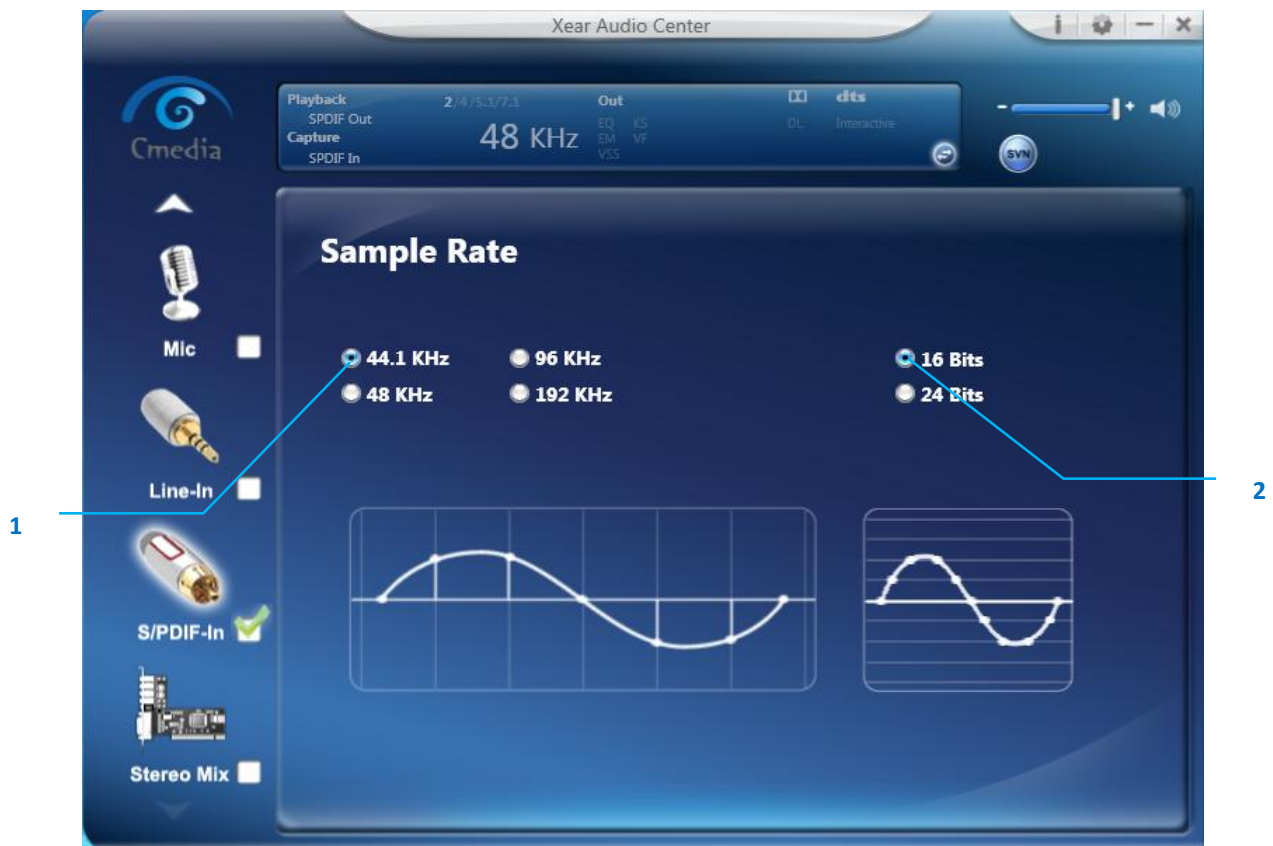 Xear Audio Center
i
Cmedia
Playback
SPDIF Out
Capture
SPDIF In
2/4/5.1/7.1
48 KHz
Out
EQ KS
EM VF
VSS
DL
dts
Interactive
- +
SVN
Sample Rate
Mic
44.1 KHz 96 KHz 16 Bits
48 KHz 192 KHz 24 Bits
Line-In
1
2
S/PDIF-In
Stereo Mix